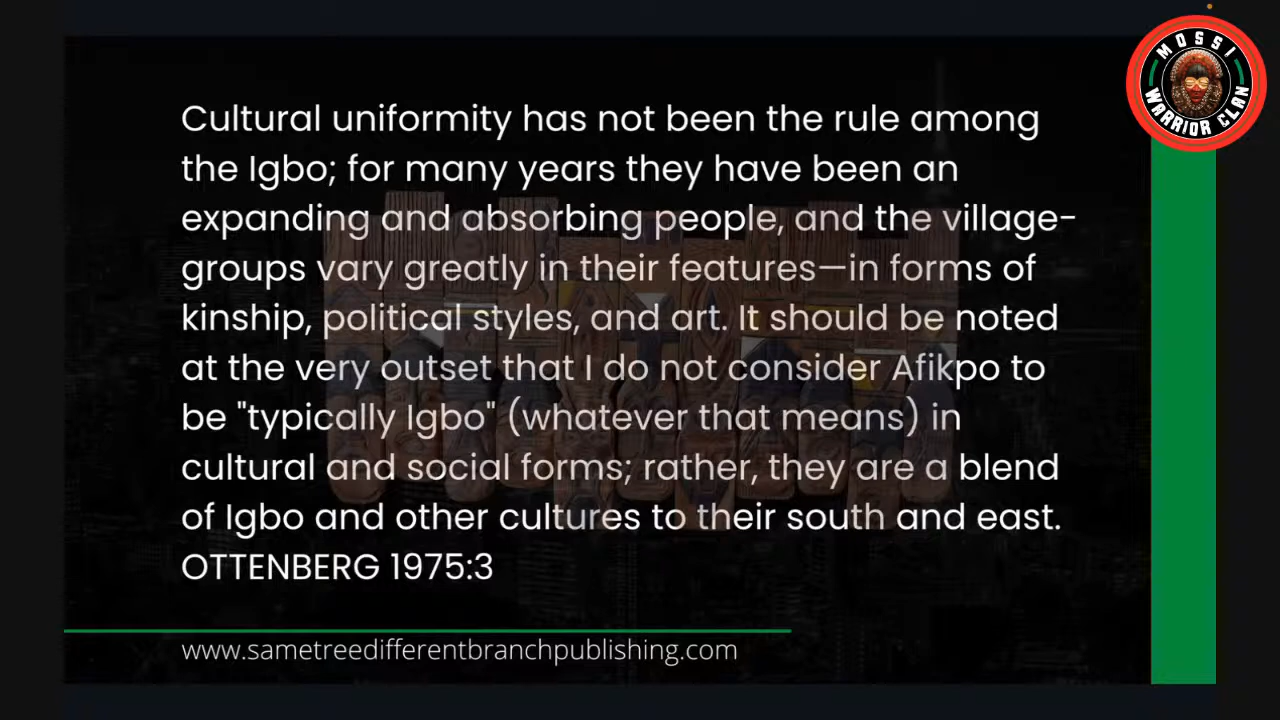 MOSSI
WARRIOR CLAN
Cultural uniformity has not been the rule among
the Igbo; for many years they have been an
expanding and absorbing people, and the village-
groups vary greatly in their features—in forms of
kinship, political styles, and art. It should be noted
at the very outset that I do not consider Afikpo to
be "typically Igbo" (whatever that means) in
cultural and social forms; rather, they are a blend
of Igbo and other cultures to their south and east.
OTTENBERG 1975:3
www.sametreedifferentbranchpublishing.com